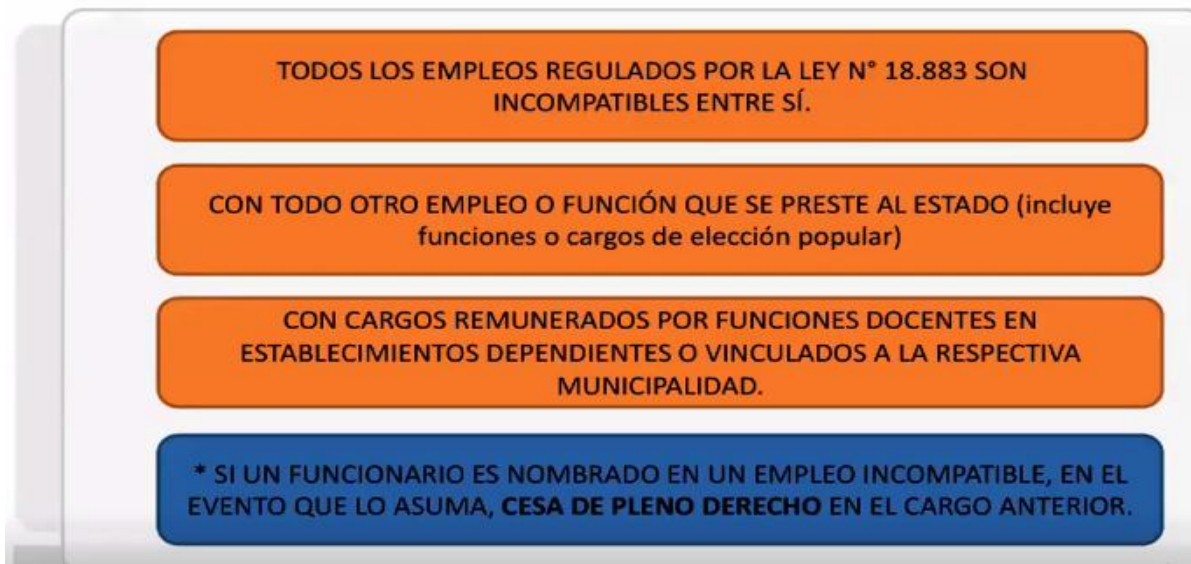 TODOS LOS EMPLEOS REGULADOS POR LA LEY N° 18.883 SON
INCOMPATIBLES ENTRE SÍ.
CON TODO OTRO EMPLEO O FUNCIÓN QUE SE PRESTE AL ESTADO (incluye
funciones o cargos de elección popular)
CON CARGOS REMUNERADOS POR FUNCIONES DOCENTES EN
ESTABLECIMIENTOS DEPENDIENTES O VINCULADOS A LA RESPECTIVA
MUNICIPALIDAD.
* SI UN FUNCIONARIO ES NOMBRADO EN UN EMPLEO INCOMPATIBLE, EN EL
EVENTO QUE LO ASUMA, CESA DE PLENO DERECHO EN EL CARGO ANTERIOR.